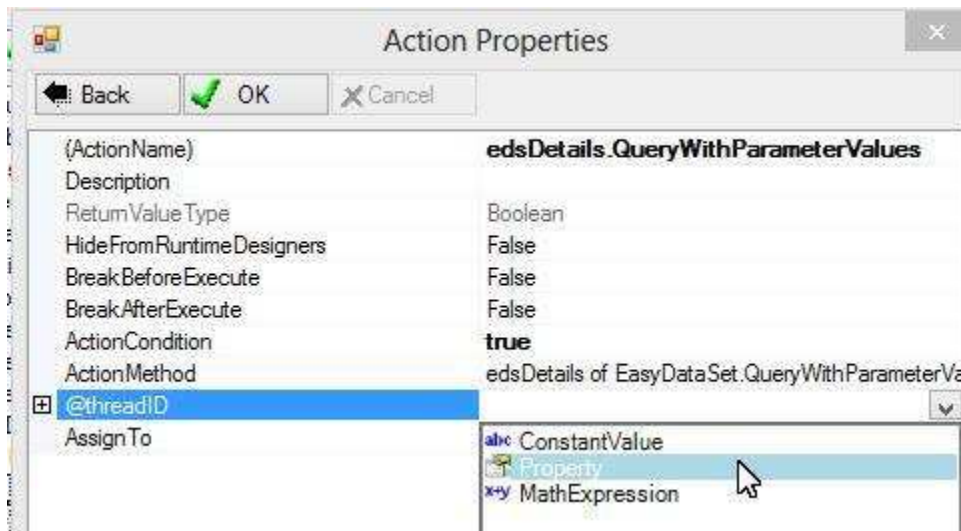 Action Properties
Back OK Cancel
(ActionName) edsDetails.QueryWithParameterValues
Description
ReturnValueType Boolean
HideFromRuntimeDesigners False
BreakBeforeExecute False
BreakAfterExecute False
ActionCondition true
ActionMethod edsDetails of EasyDataSet.QueryWithParameterVa
@threadID
AssignTo
abc ConstantValue
Property
x+y MathExpression